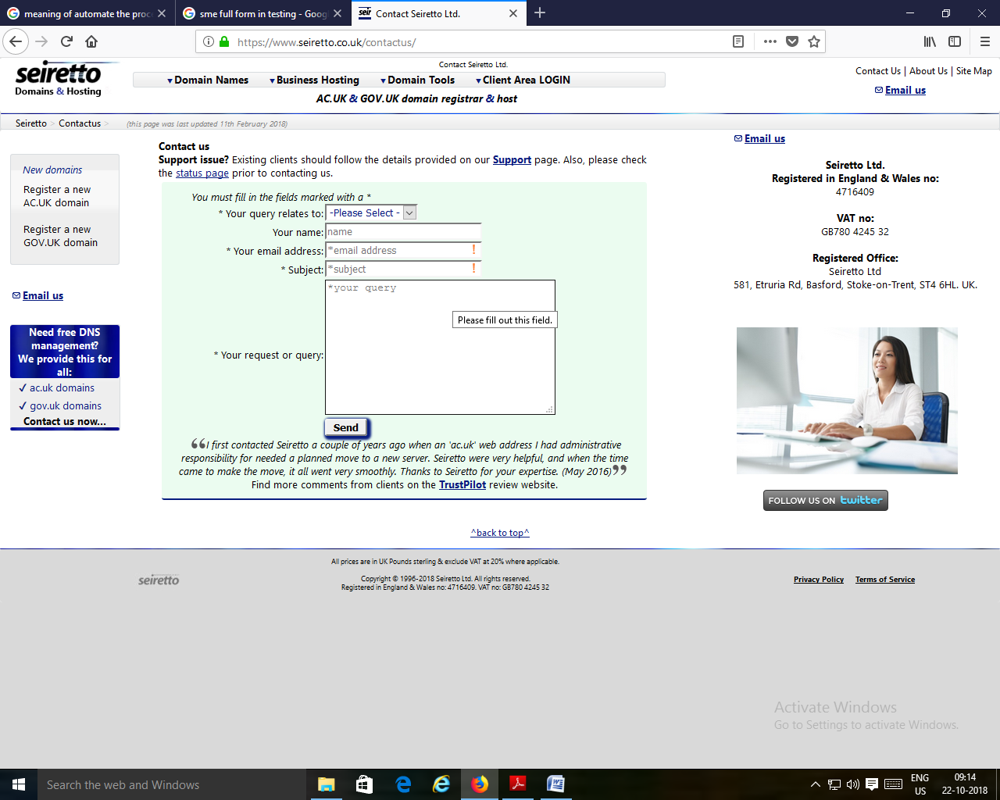 meaning of automate the proc
sme full form in testing - Goog
Contact Seiretto Ltd.
https://www.seiretto.co.uk/contactus/
seiretto
Domains & Hosting
Contact Seiretto Ltd.
Domain Names
Business Hosting
Domain Tools
Client Area LOGIN
AC.UK & GOV.UK domain registrar & host
Contact Us | About Us | Site Map
Email us
Seiretto > Contactus >
(this page was last updated 11th February 2018)
New domains
Register a new
AC.UK domain
Register a new
GOV.UK domain
Email us
Need free DNS
management?
We provide this for
all:
✓ ac.uk domains
✓ gov.uk domains
Contact us now...
Contact us
Support issue? Existing clients should follow the details provided on our Support page. Also, please check
the status page prior to contacting us.
You must fill in the fields marked with a *
* Your query relates to: -Please Select -
Your name: name
* Your email address: *email address !
* Subject: *subject !
*your query
Please fill out this field.
* Your request or query:
Send
❝I first contacted Seiretto a couple of years ago when an 'ac.uk' web address I had administrative
responsibility for needed a planned move to a new server. Seiretto were very helpful, and when the time
came to make the move, it all went very smoothly. Thanks to Seiretto for your expertise. (May 2016)❞
Find more comments from clients on the TrustPilot review website.
^back to top^
Email us
Seiretto Ltd.
Registered in England & Wales no:
4716409
VAT no:
GB780 4245 32
Registered Office:
Seiretto Ltd
581, Etruria Rd, Basford, Stoke-on-Trent, ST4 6HL. UK.
FOLLOW US ON twitter
All prices are in UK Pounds sterling & exclude VAT at 20% where applicable.
seiretto
Copyright © 1996-2018 Seiretto Ltd. All rights reserved.
Registered in England & Wales no: 4716409. VAT no: GB780 4245 32
Privacy Policy
Terms of Service
Activate Windows
Go to Settings to activate Windows.
Search the web and Windows
ENG
US
09:14
22-10-2018